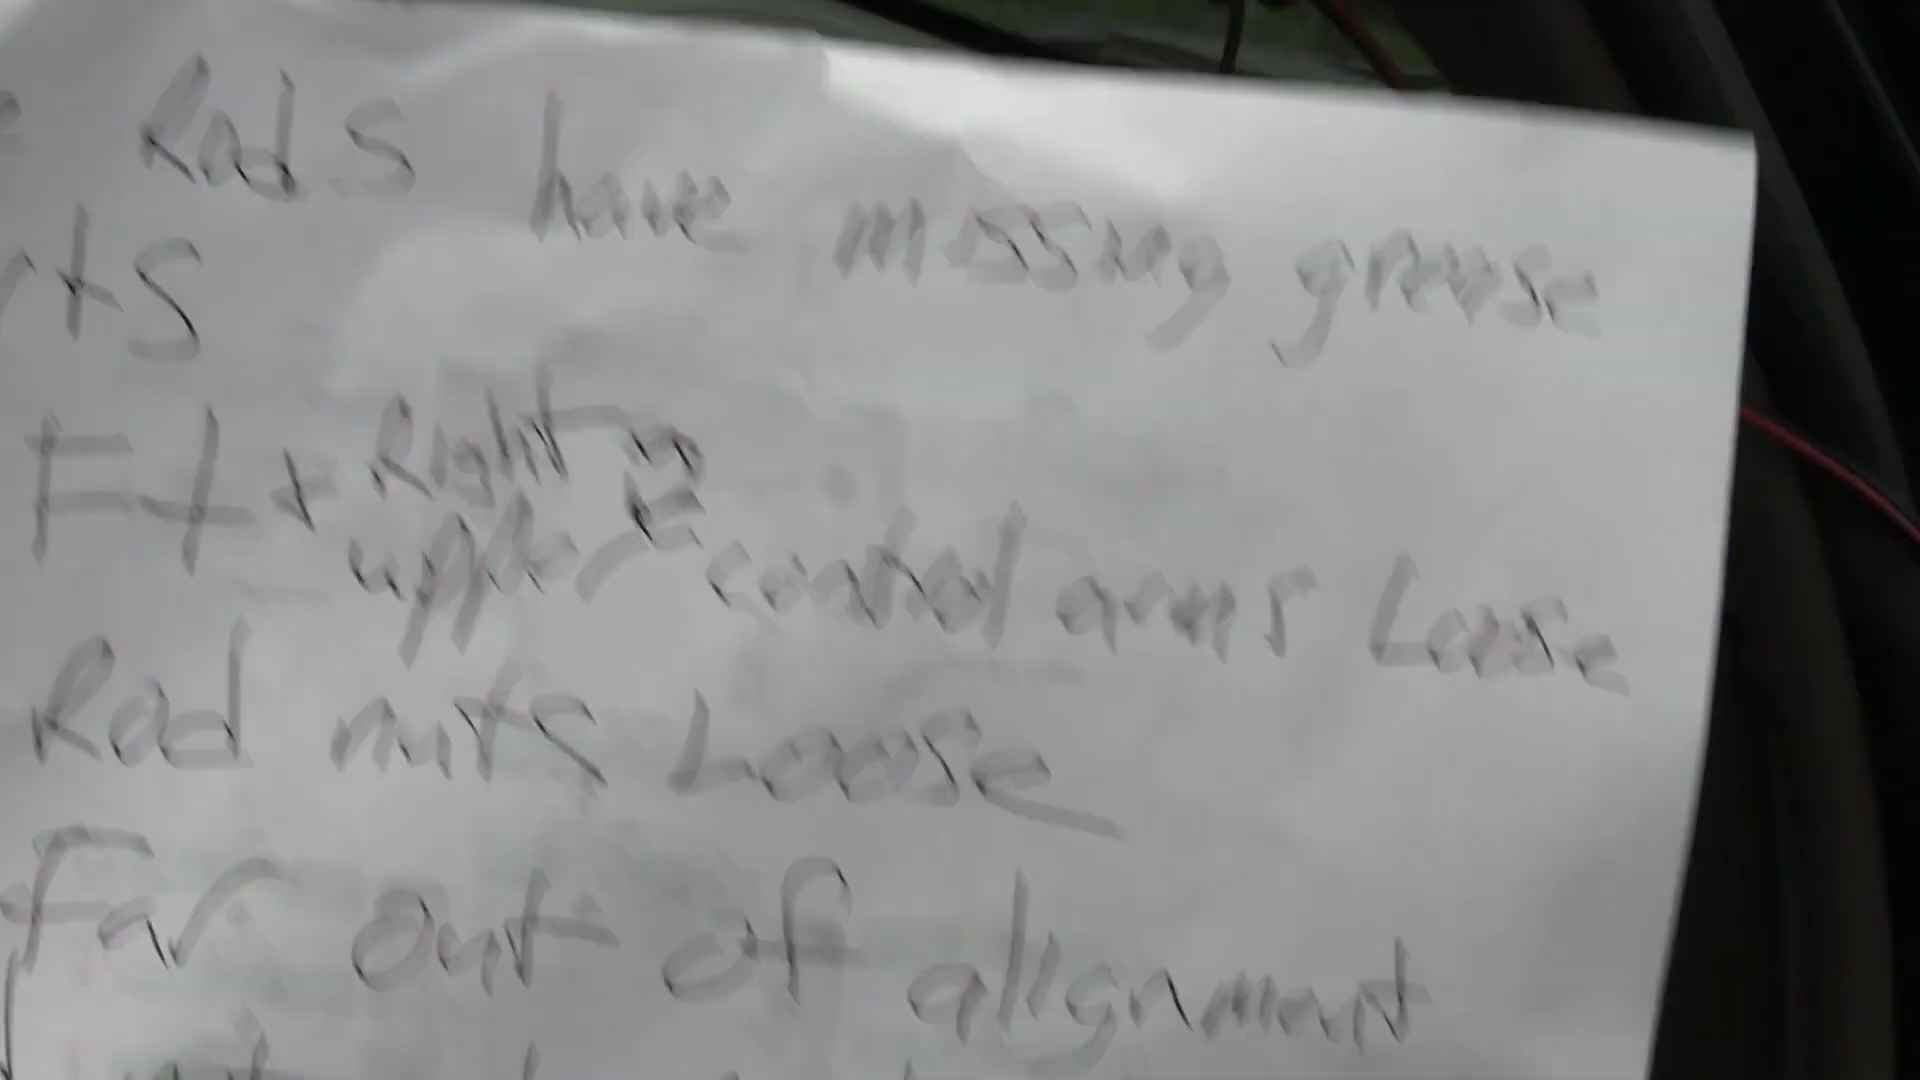 Rods have missing grease
rts
Ft + Right
upper control arms Loose
Rod nuts Loose
far out of alignment